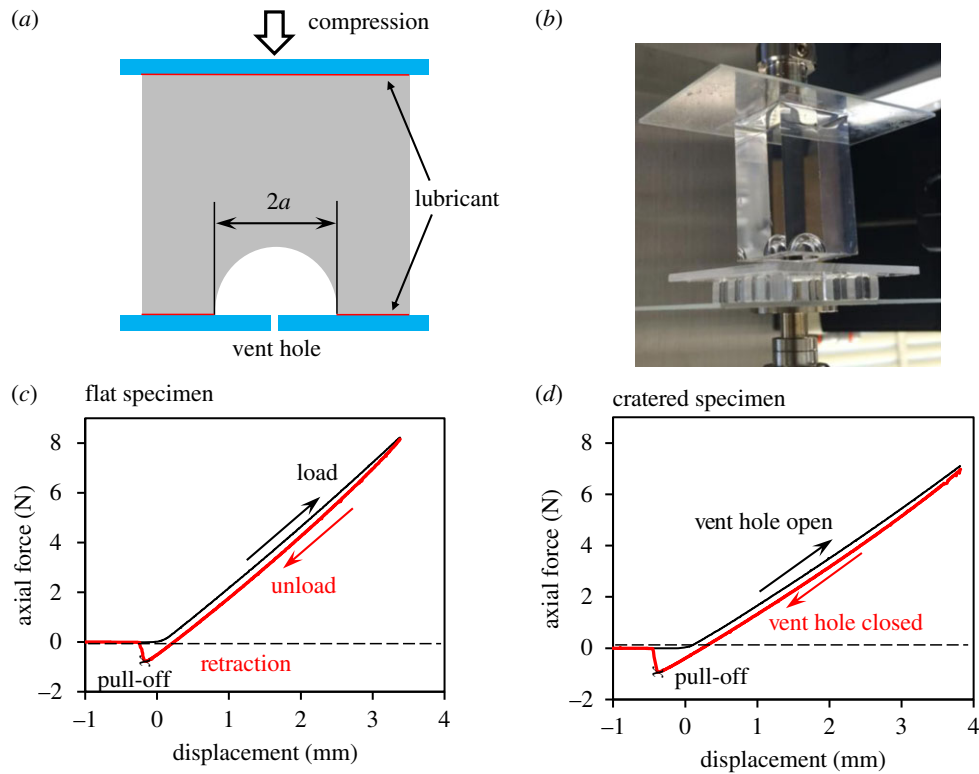 (a)
compression
2a
lubricant
vent hole
(b)
(c) flat specimen
8
6
4
2
0
–2
axial force (N)
load
unload
retraction
pull-off
–1 0 1 2 3 4
displacement (mm)
(d) cratered specimen
8
6
4
2
0
–2
axial force (N)
vent hole open
vent hole closed
pull-off
–1 0 1 2 3 4
displacement (mm)